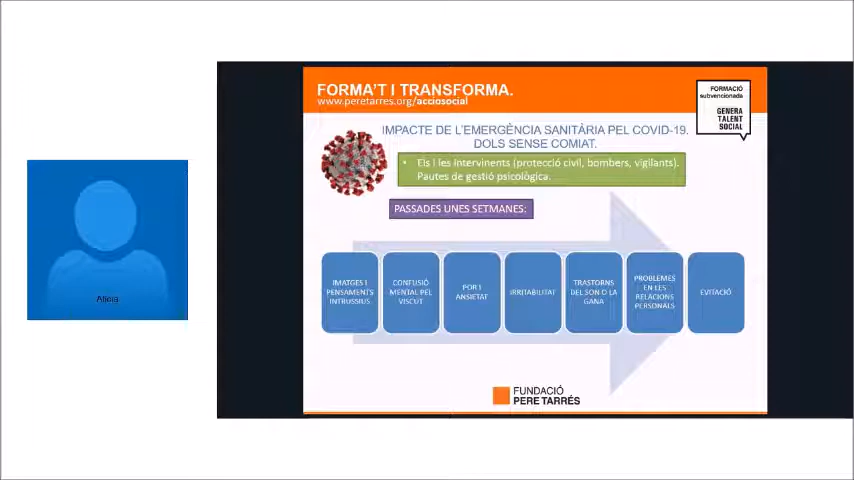 FORMA'T I TRANSFORMA.
www.peretarres.org/acciosocial
FORMACIÓ
subvencionada
GENERA
TALENT
SOCIAL
IMPACTE DE L'EMERGÈNCIA SANITÀRIA PEL COVID-19.
DOLS SENSE COMIAT.
• Els i les intervinents (protecció civil, bombers, vigilants).
Pautes de gestió psicològica.
PASSADES UNES SETMANES:
IMATGES I
PENSAMENTS
INTRUSSIUS
CONFUSIÓ
MENTAL PEL
VISCUT
POR I
ANSIETAT
IRRITABILITAT
TRASTORNS
DEL SON O LA
GANA
PROBLEMES
EN LES
RELACIONS
PERSONALS
EVITACIÓ
Alicia
FUNDACIÓ
PERE TARRÉS